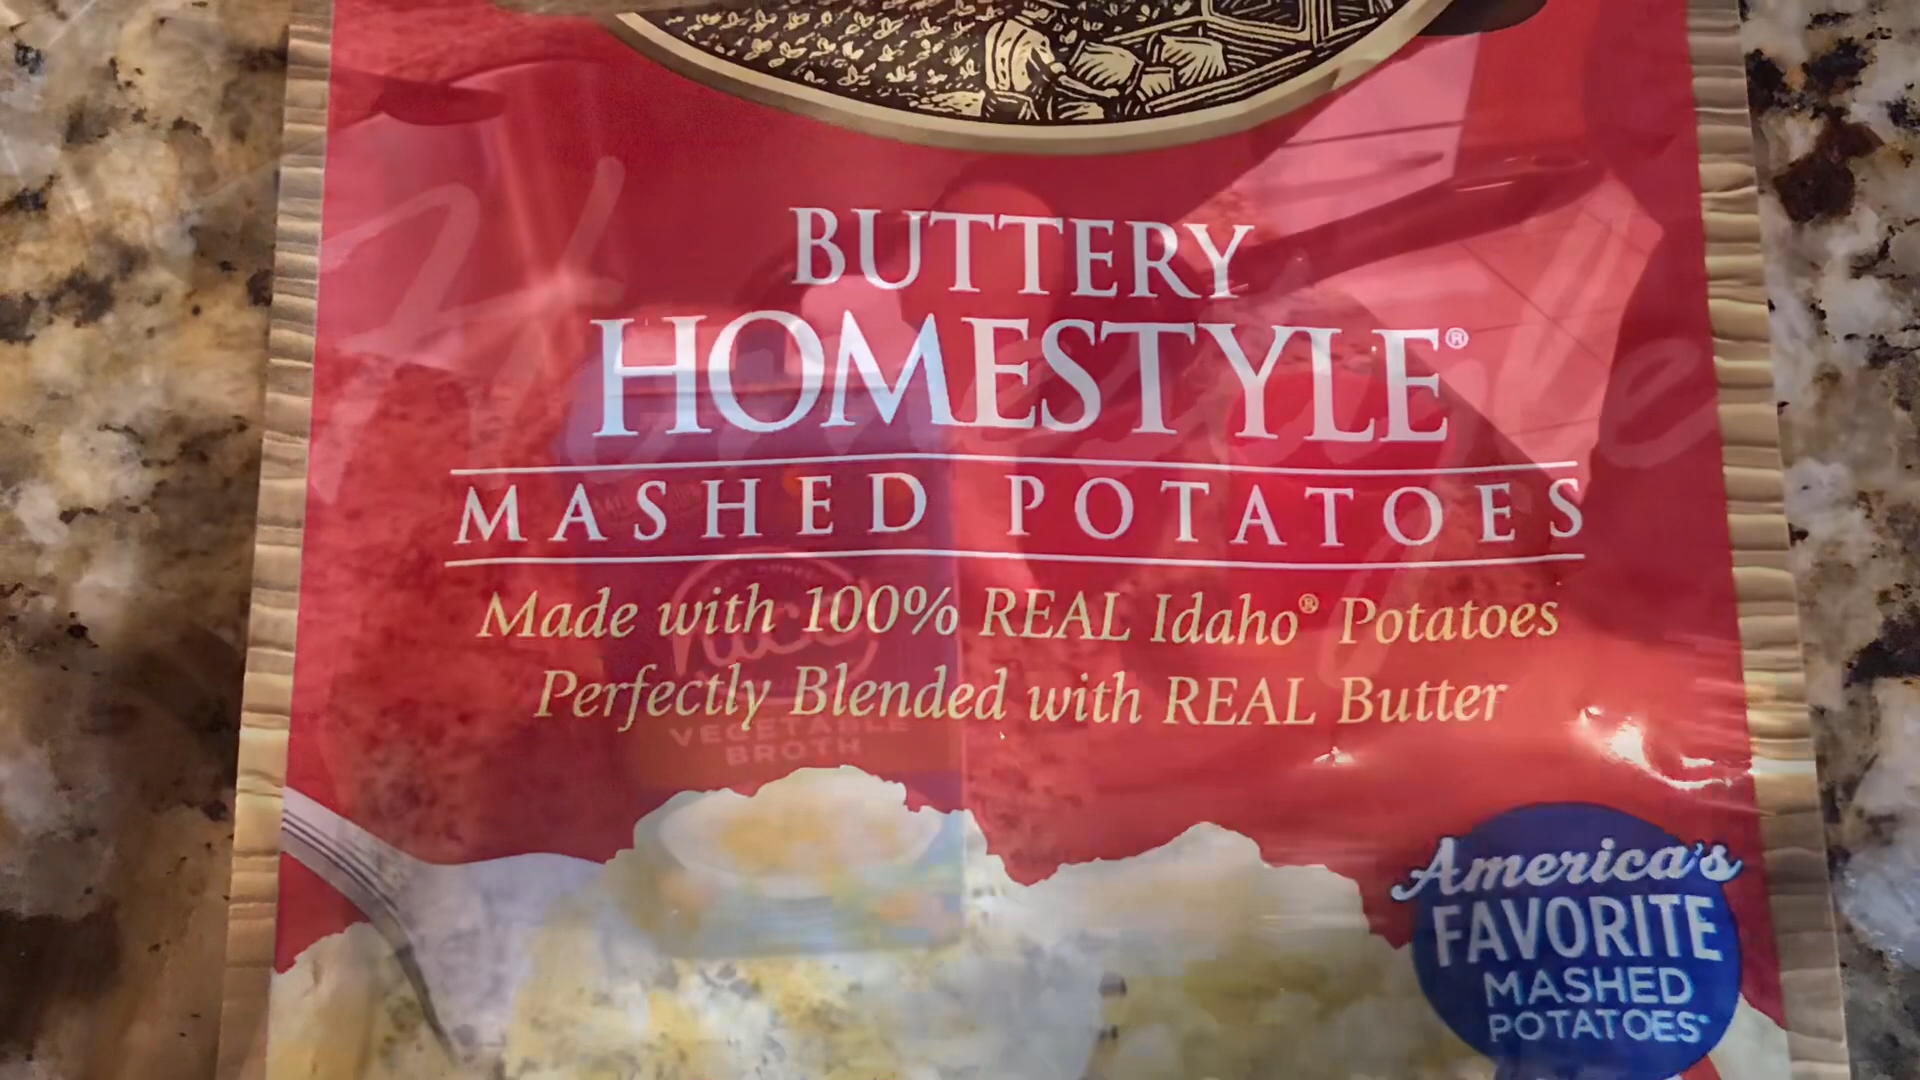 BUTTERY
HOMESTYLE®
MASHED POTATOES
Made with 100% REAL Idaho® Potatoes
Perfectly Blended with REAL Butter
VEGETABLE
BROTH
America's
FAVORITE
MASHED
POTATOES*
Homestyle